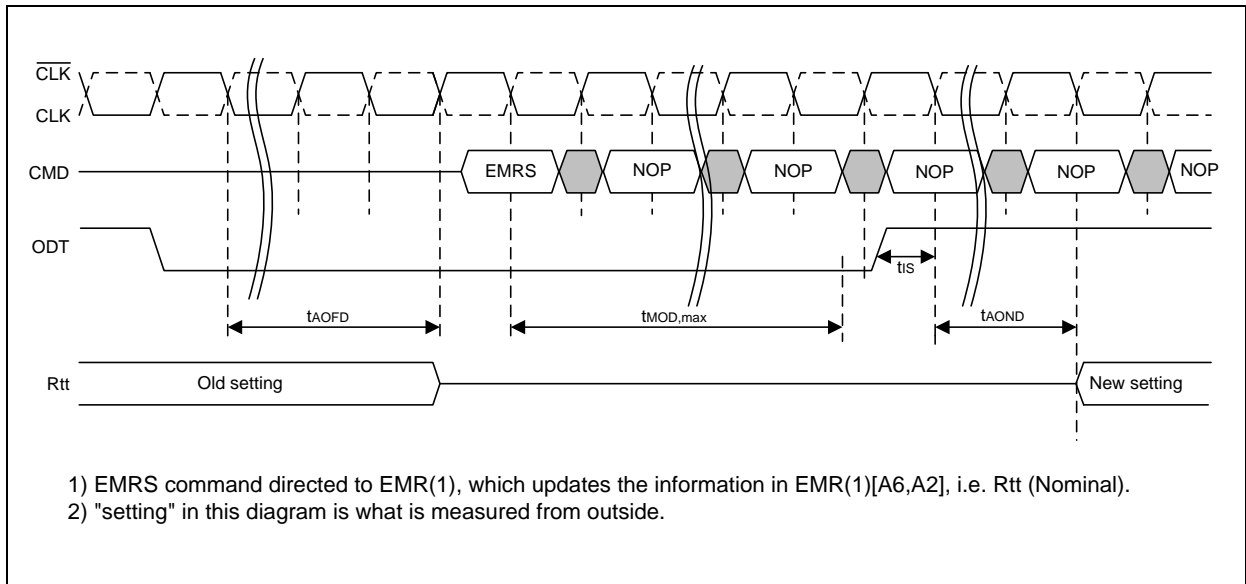 CLK
CLK
CMD
EMRS NOP NOP NOP NOP NOP
ODT
tIS
tAOFD tMOD,max tAOND
Rtt Old setting New setting
1) EMRS command directed to EMR(1), which updates the information in EMR(1)[A6,A2], i.e. Rtt (Nominal).
2) "setting" in this diagram is what is measured from outside.